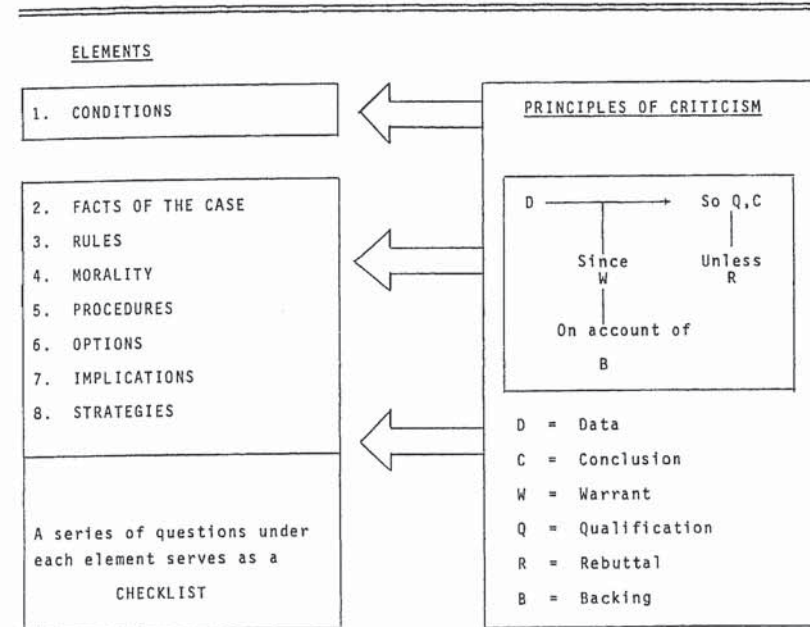 ELEMENTS
1. CONDITIONS
2. FACTS OF THE CASE
3. RULES
4. MORALITY
5. PROCEDURES
6. OPTIONS
7. IMPLICATIONS
8. STRATEGIES
A series of questions under
each element serves as a
CHECKLIST
PRINCIPLES OF CRITICISM
D So Q,C
Since Unless
W R
On account of
B
D = Data
C = Conclusion
W = Warrant
Q = Qualification
R = Rebuttal
B = Backing